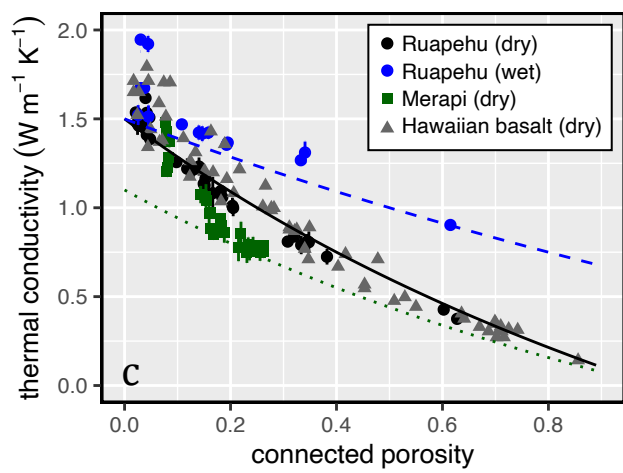 thermal conductivity (W m⁻¹ K⁻¹)
2.0
1.5
1.0
0.5
0.0
Ruapehu (dry)
Ruapehu (wet)
Merapi (dry)
Hawaiian basalt (dry)
C
0.0 0.2 0.4 0.6 0.8
connected porosity